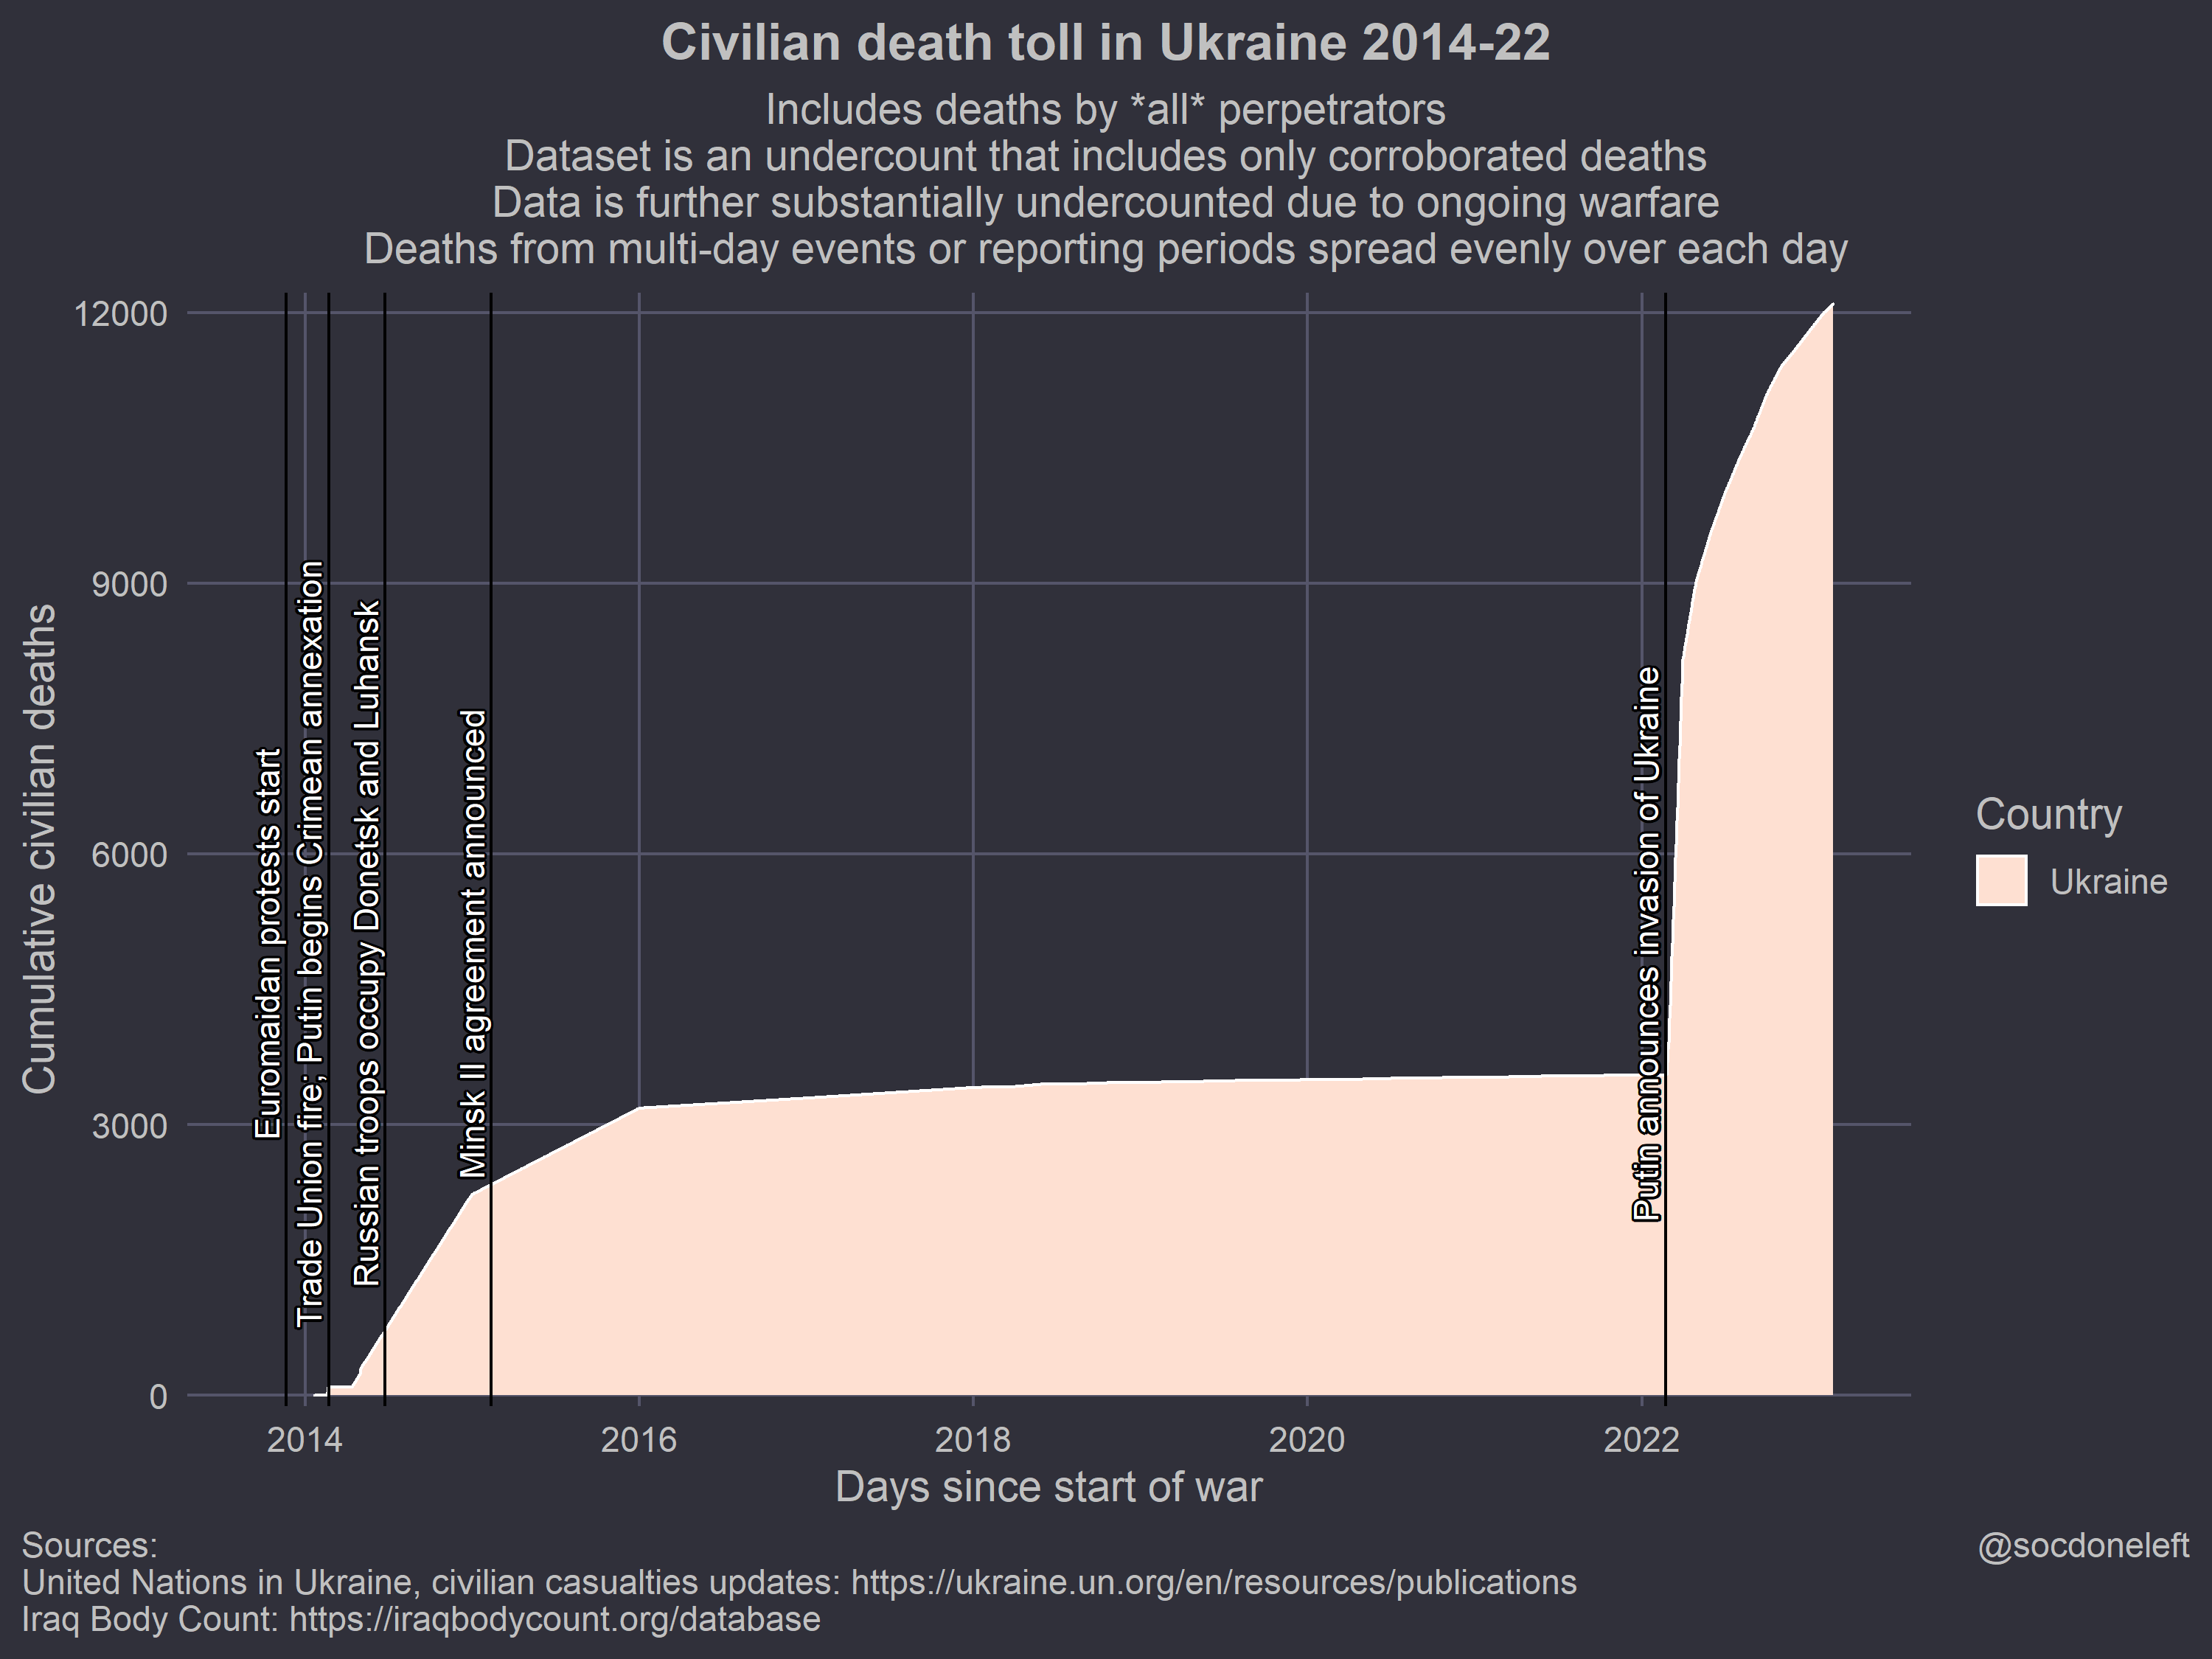 Civilian death toll in Ukraine 2014-22
Includes deaths by *all* perpetrators
Dataset is an undercount that includes only corroborated deaths
Data is further substantially undercounted due to ongoing warfare
Deaths from multi-day events or reporting periods spread evenly over each day
Cumulative civilian deaths
12000
9000
6000
3000
0
Euromaidan protests start
Trade Union fire; Putin begins Crimean annexation
Russian troops occupy Donetsk and Luhansk
Minsk II agreement announced
Putin announces invasion of Ukraine
Country
Ukraine
2014
2016
2018
2020
2022
Days since start of war
Sources:
United Nations in Ukraine, civilian casualties updates: https://ukraine.un.org/en/resources/publications
Iraq Body Count: https://iraqbodycount.org/database
@socdoneleft